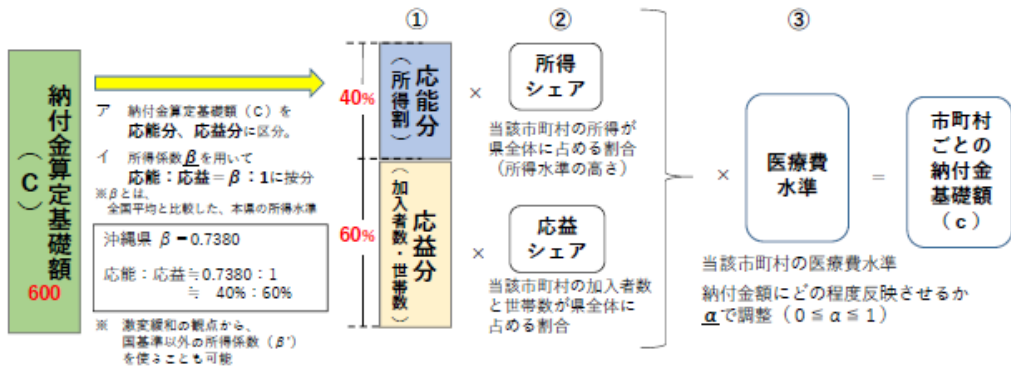 ①
②
③
納付金算定基礎額
（C）
600
ア 納付金算定基礎額（C）を
応能分、応益分に区分。
イ 所得係数βを用いて
応能：応益＝β：1に按分
※βとは、
全国平均と比較した、本県の所得水準
沖縄県 β＝0.7380
応能：応益≒0.7380：1
≒ 40%：60%
※ 激変緩和の観点から、
国基準以外の所得係数（β'）
を使うことも可能
40%
60%
応能分
（所得割）
応益分
（加入者数・世帯数）
×
所得
シェア
当該市町村の所得が
県全体に占める割合
（所得水準の高さ）
×
応益
シェア
当該市町村の加入者数
と世帯数が県全体に
占める割合
×
医療費
水準
当該市町村の医療費水準
納付金額にどの程度反映させるか
αで調整（0≦α≦1）
＝
市町村
ごとの
納付金
基礎額
（c）